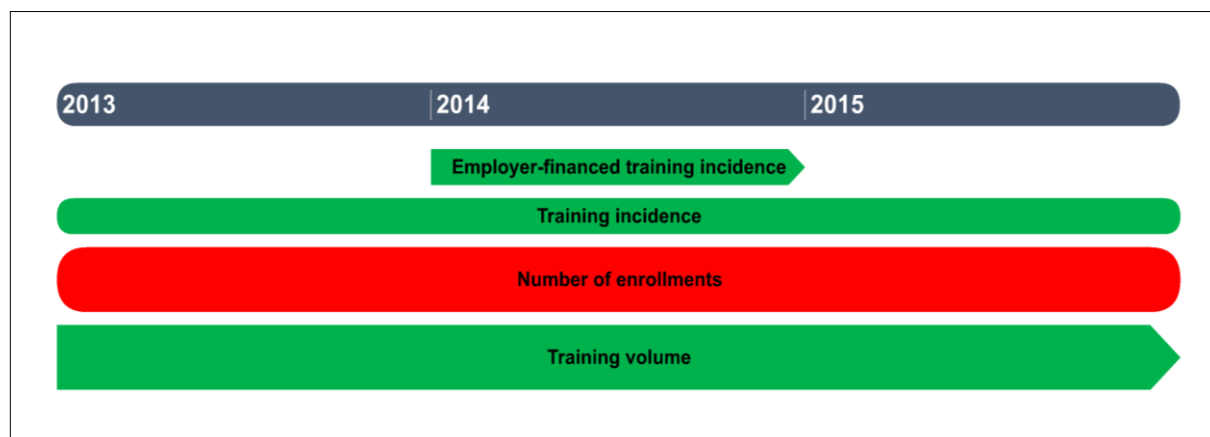 2013 2014 2015
Employer-financed training incidence
Training incidence
Number of enrollments
Training volume